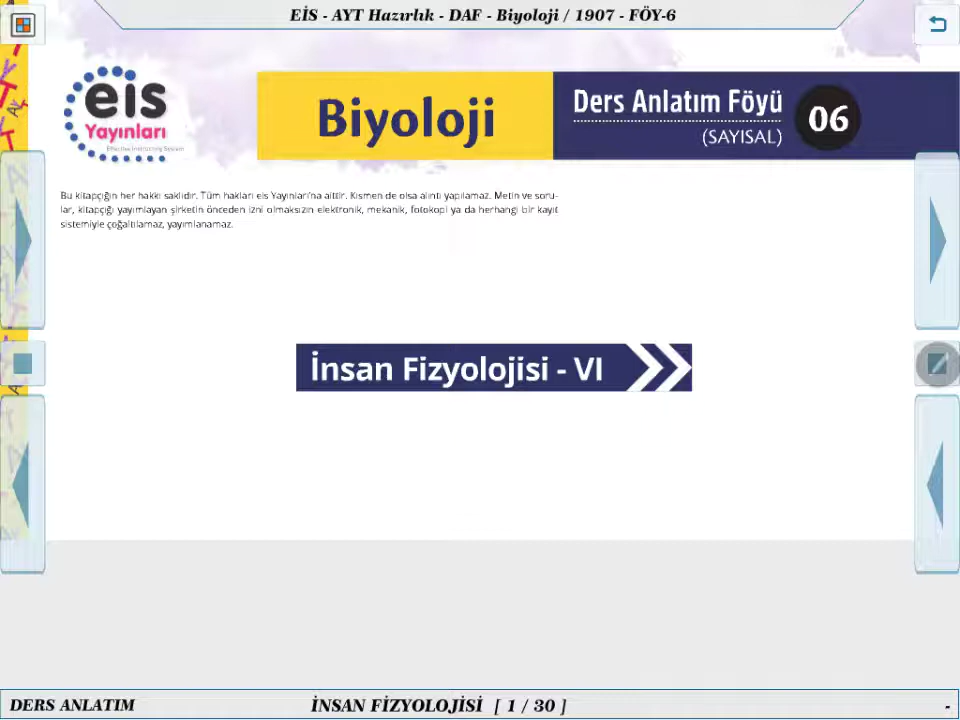 EİS - AYT Hazırlık - DAF - Biyoloji / 1907 - FÖY-6
eis
Yayınları
Effective Instructing System
Biyoloji
Ders Anlatım Föyü
(SAYISAL)
06
Bu kitapçığın her hakkı saklıdır. Tüm hakları eis Yayınları'na aittir. Kısmen de olsa alıntı yapılamaz. Metin ve soru-
lar, kitapçığı yayımlayan şirketin önceden izni olmaksızın elektronik, mekanik, fotokopi ya da herhangi bir kayıt
sistemiyle çoğaltılamaz, yayımlanamaz.
İnsan Fizyolojisi - VI
DERS ANLATIM
İNSAN FİZYOLOJİSİ [ 1 / 30 ]
-